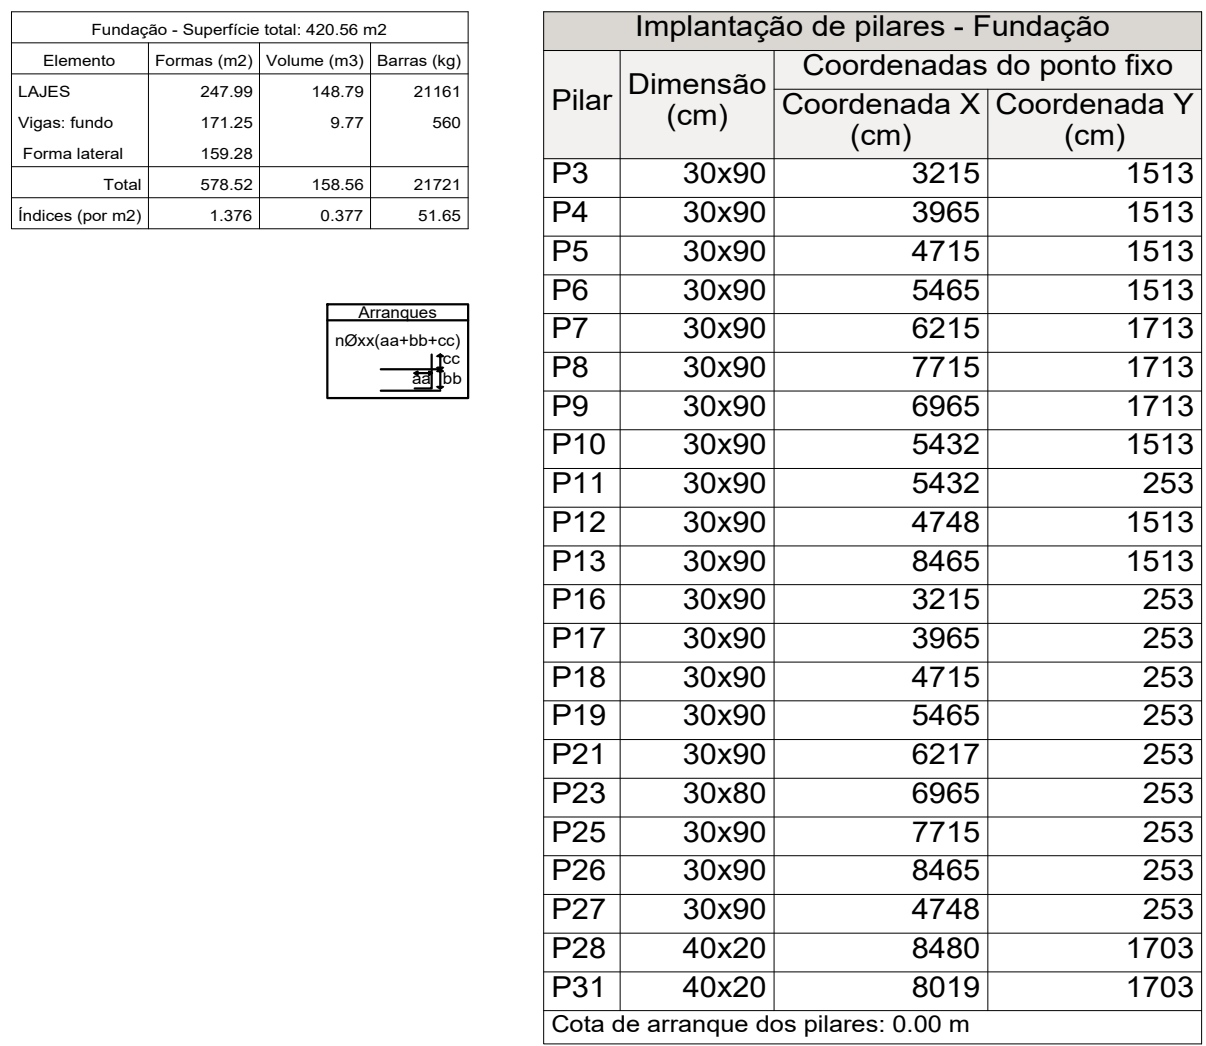 Fundação - Superfície total: 420.56 m2
Elemento Formas (m2) Volume (m3) Barras (kg)
LAJES 247.99 148.79 21161
Vigas: fundo 171.25 9.77 560
Forma lateral 159.28
Total 578.52 158.56 21721
Índices (por m2) 1.376 0.377 51.65
Arranques
nØxx(aa+bb+cc)
cc
aa bb
Implantação de pilares - Fundação
Pilar Dimensão (cm) Coordenadas do ponto fixo
Coordenada X (cm) Coordenada Y (cm)
P3 30x90 3215 1513
P4 30x90 3965 1513
P5 30x90 4715 1513
P6 30x90 5465 1513
P7 30x90 6215 1713
P8 30x90 7715 1713
P9 30x90 6965 1713
P10 30x90 5432 1513
P11 30x90 5432 253
P12 30x90 4748 1513
P13 30x90 8465 1513
P16 30x90 3215 253
P17 30x90 3965 253
P18 30x90 4715 253
P19 30x90 5465 253
P21 30x90 6217 253
P23 30x80 6965 253
P25 30x90 7715 253
P26 30x90 8465 253
P27 30x90 4748 253
P28 40x20 8480 1703
P31 40x20 8019 1703
Cota de arranque dos pilares: 0.00 m